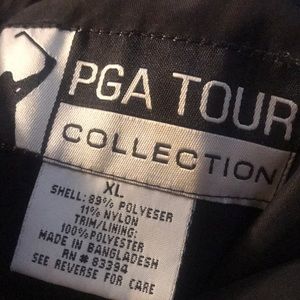 PGA TOUR
COLLECTION
XL
SHELL: 89% POLYESER
11% NYLON
TRIM/LINING:
100% POLYESTER
MADE IN BANGLADESH
RN # 83394
SEE REVERSE FOR CARE